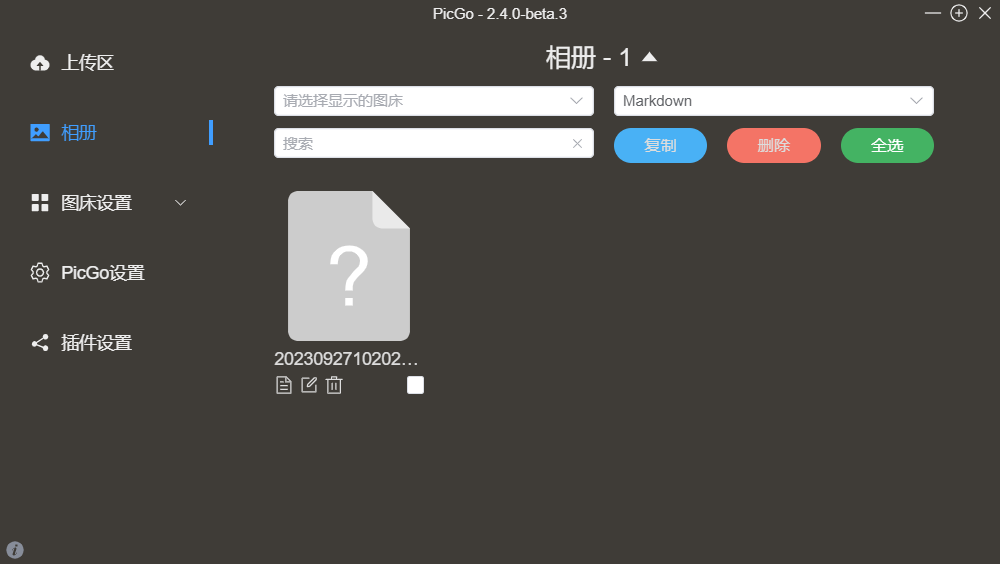 PicGo - 2.4.0-beta.3
上传区
相册
图床设置
PicGo设置
插件设置
相册 - 1
请选择显示的图床
Markdown
搜索
复制
删除
全选
?
2023092710202...
i